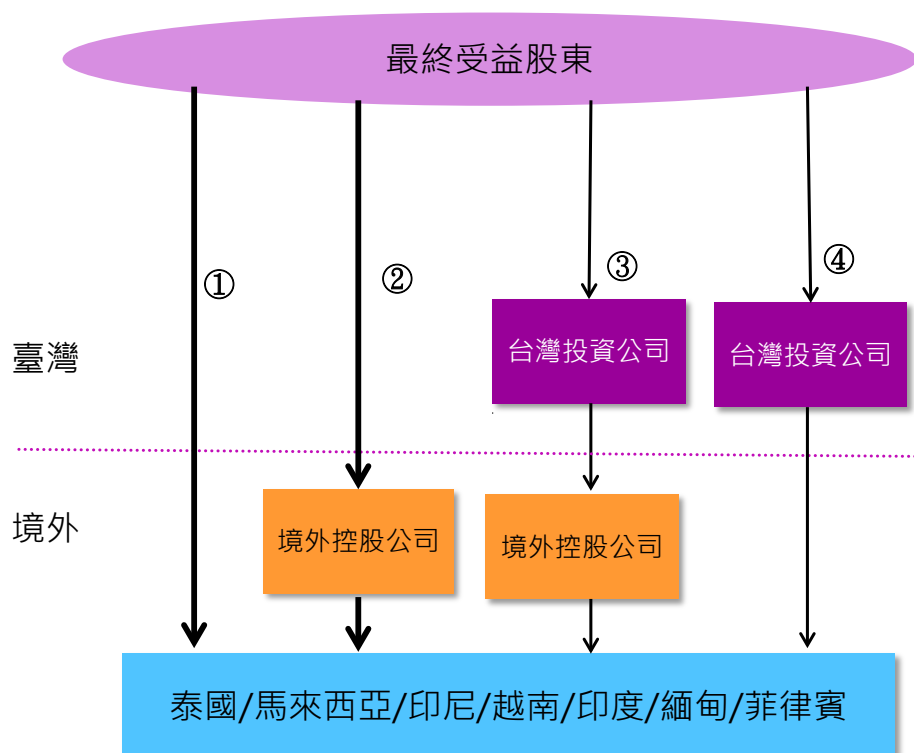 最終受益股東
①
②
③
④
台灣投資公司
台灣投資公司
臺灣
境外
境外控股公司
境外控股公司
泰國/馬來西亞/印尼/越南/印度/緬甸/菲律賓